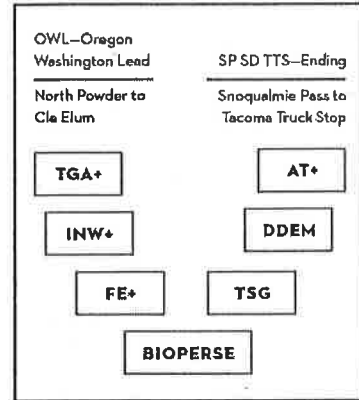 OWL–Oregon
Washington Lead
North Powder to
Cle Elum
SP SD TTS–Ending
Snoqualmie Pass to
Tacoma Truck Stop
TGA+
AT+
INW+
DDEM
FE+
TSG
BIOPERSE